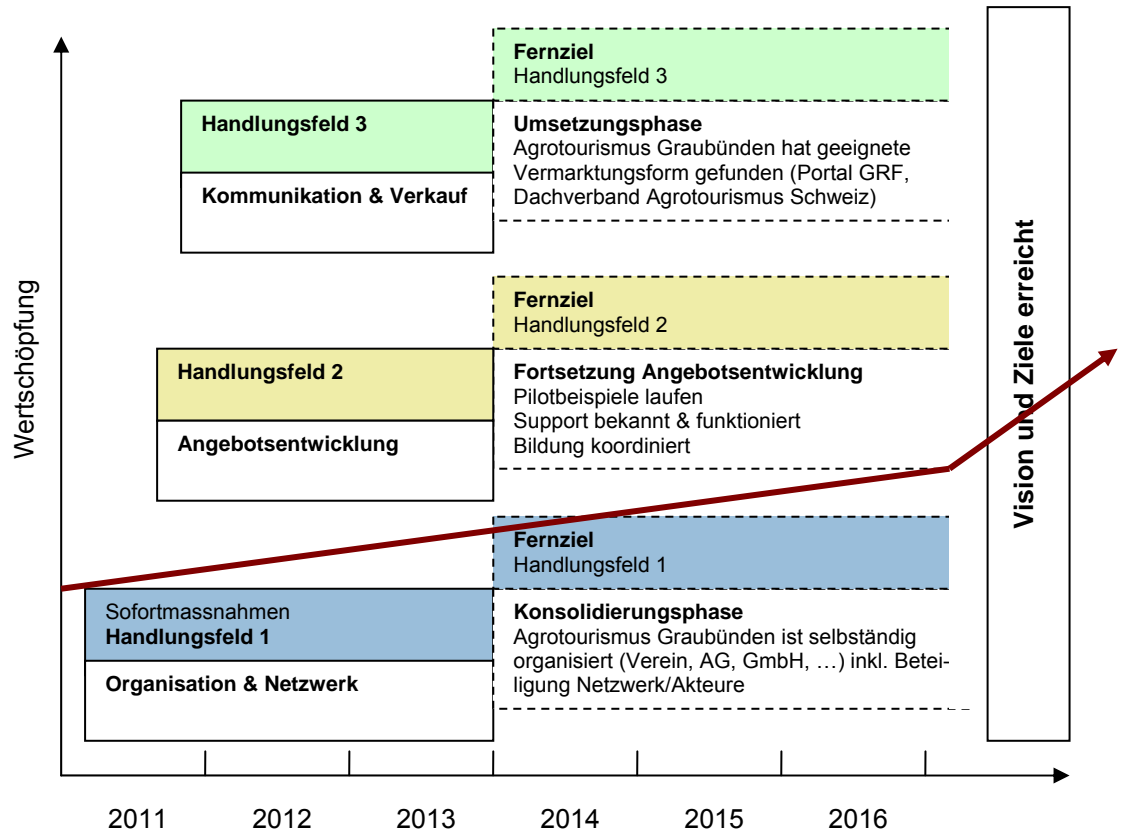 Fernziel
Handlungsfeld 3
Handlungsfeld 3
Kommunikation & Verkauf
Umsetzungsphase
Agrotourismus Graubünden hat geeignete
Vermarktungsform gefunden (Portal GRF,
Dachverband Agrotourismus Schweiz)
Fernziel
Handlungsfeld 2
Handlungsfeld 2
Angebotsentwicklung
Fortsetzung Angebotsentwicklung
Pilotbeispiele laufen
Support bekannt & funktioniert
Bildung koordiniert
Fernziel
Handlungsfeld 1
Sofortmassnahmen
Handlungsfeld 1
Organisation & Netzwerk
Konsolidierungsphase
Agrotourismus Graubünden ist selbständig
organisiert (Verein, AG, GmbH, …) inkl. Betei-
ligung Netzwerk/Akteure
Wertschöpfung
Vision und Ziele erreicht
2011 2012 2013 2014 2015 2016